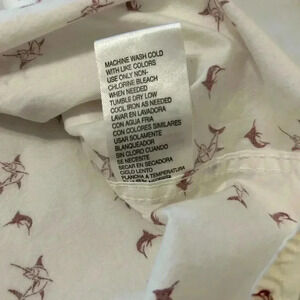 MACHINE WASH COLD
WITH LIKE COLORS
USE ONLY NON-
CHLORINE BLEACH
WHEN NEEDED
TUMBLE DRY LOW
COOL IRON AS NEEDED
LAVAR EN LAVADORA
CON AGUA FRIA
CON COLORES SIMILARES
USAR SOLAMENTE
BLANQUEADOR
SIN CLORO CUANDO
SE NECESITE
SECAR EN SECADORA
CICLO LENTO
PLANCHA A TEMPERATURA